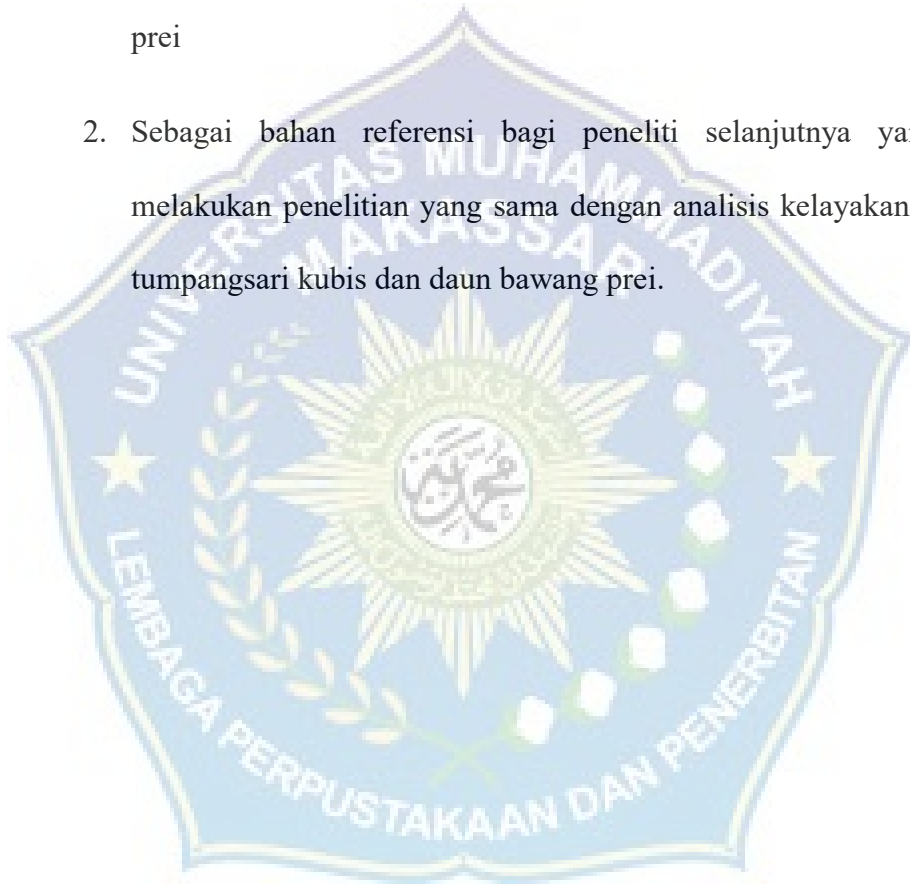 prei
2. Sebagai bahan referensi bagi peneliti selanjutnya
melakukan penelitian yang sama dengan analisis kelayakan
tumpangsari kubis dan daun bawang prei.
UNIVERSITAS MUHAMMADIYAH
MAKASSAR
LEMBAGA PERPUSTAKAAN DAN PENERBITAN